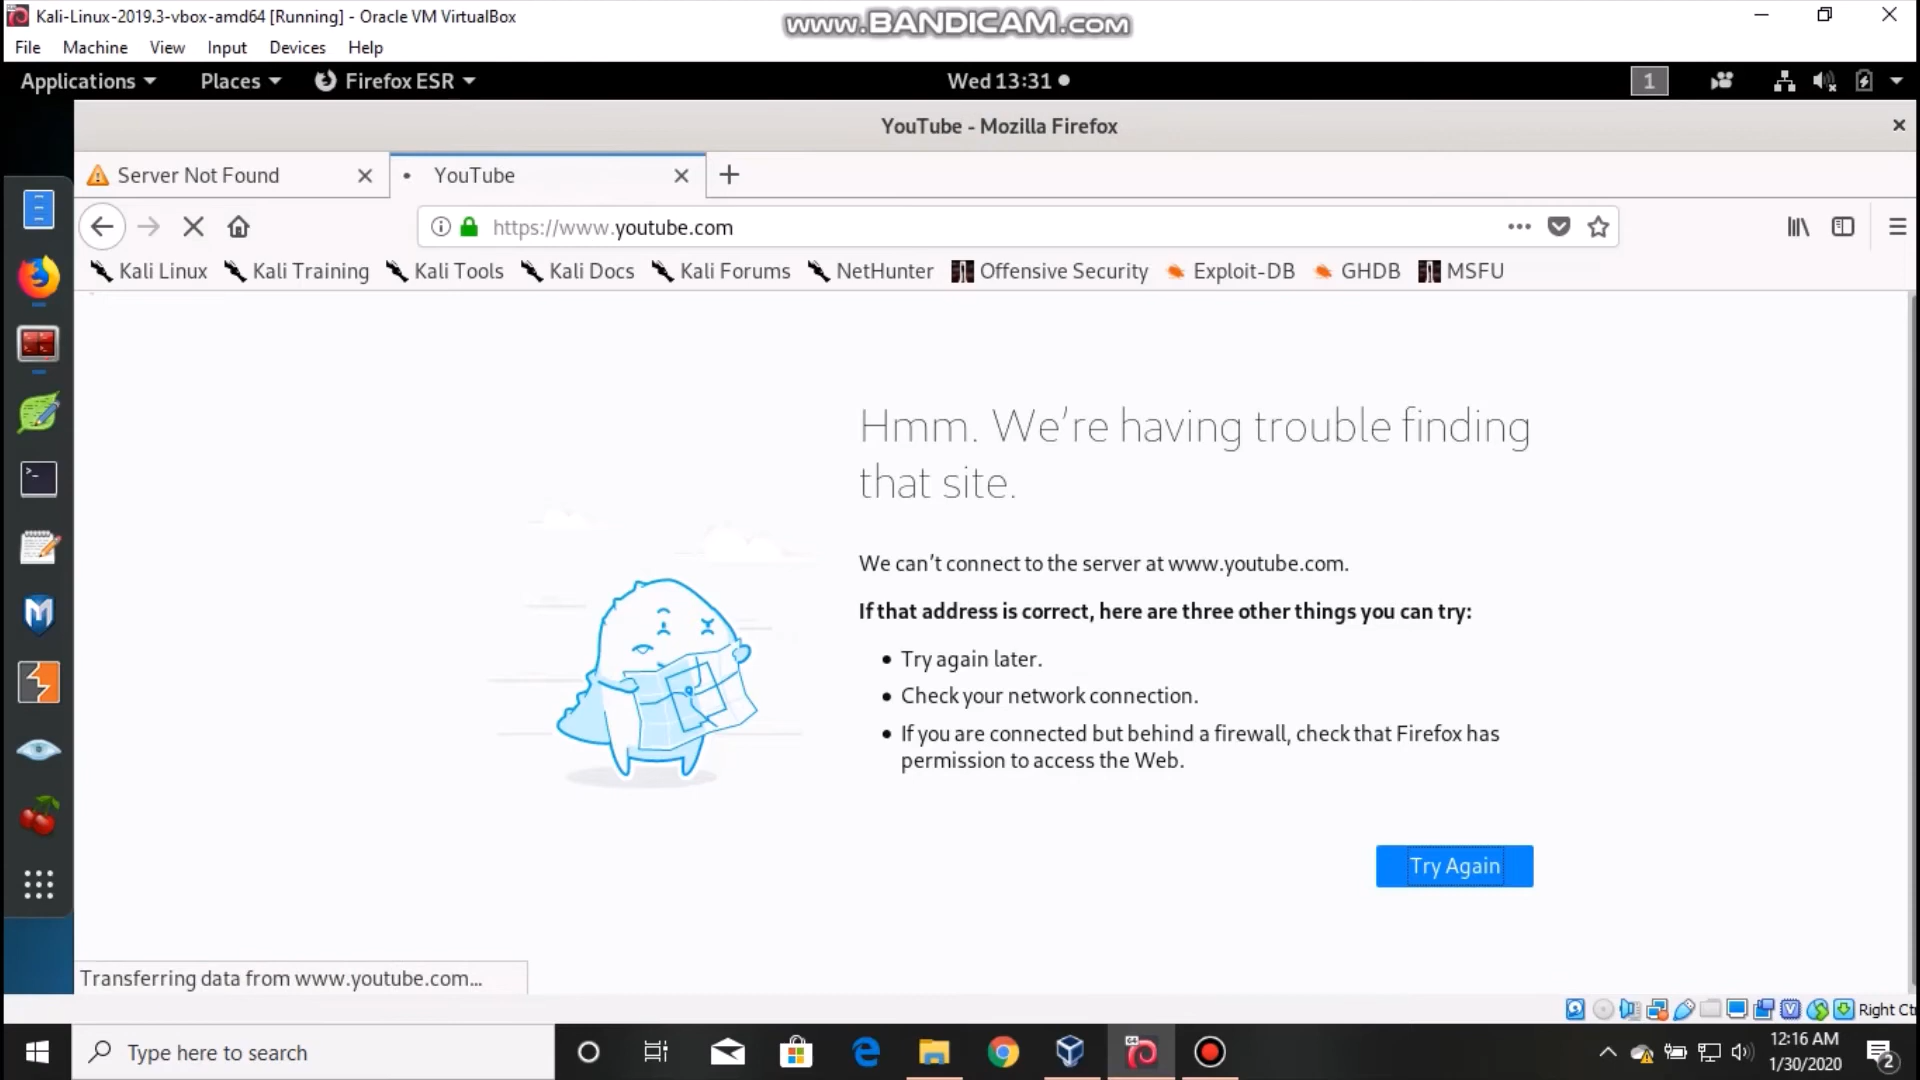 Kali-Linux-2019.3-vbox-amd64 [Running] - Oracle VM VirtualBox
www.BANDICAM.com
File Machine View Input Devices Help
Applications Places Firefox ESR Wed 13:31 1
YouTube - Mozilla Firefox
Server Not Found YouTube
https://www.youtube.com
Kali Linux Kali Training Kali Tools Kali Docs Kali Forums NetHunter Offensive Security Exploit-DB GHDB MSFU
Hmm. We’re having trouble finding
that site.
We can’t connect to the server at www.youtube.com.
If that address is correct, here are three other things you can try:
Try again later.
Check your network connection.
If you are connected but behind a firewall, check that Firefox has
permission to access the Web.
Try Again
Transferring data from www.youtube.com...
Right Ct
Type here to search
12:16 AM
1/30/2020
2